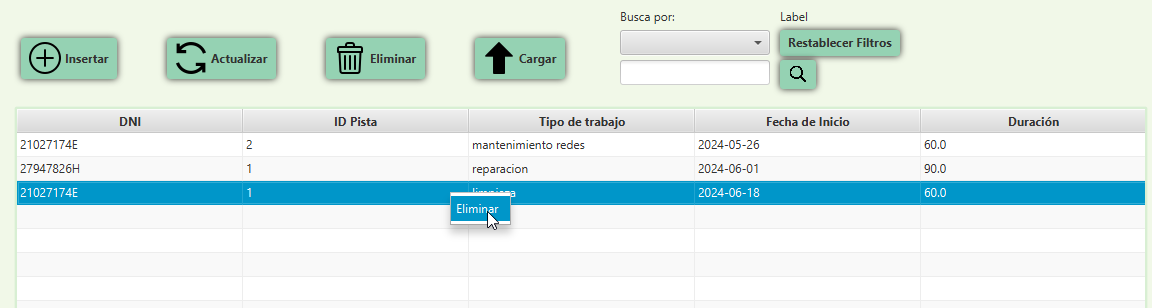 Busca por:
Label
Insertar
Actualizar
Eliminar
Cargar
Restablecer Filtros
DNI ID Pista Tipo de trabajo Fecha de Inicio Duración
21027174E 2 mantenimiento redes 2024-05-26 60.0
27947826H 1 reparacion 2024-06-01 90.0
21027174E 1 limpieza 2024-06-18 60.0
Eliminar